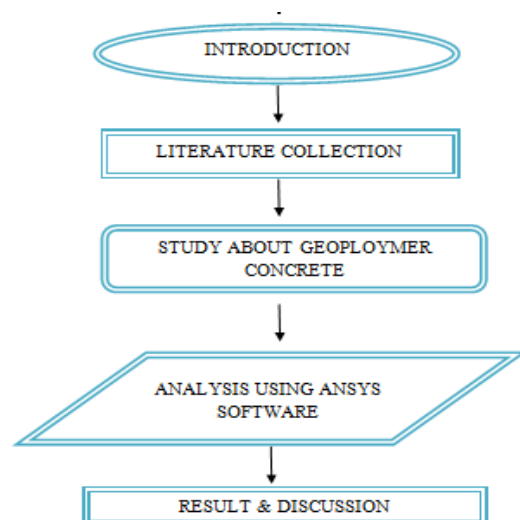 INTRODUCTION
LITERATURE COLLECTION
STUDY ABOUT GEOPLOYMER
CONCRETE
ANALYSIS USING ANSYS
SOFTWARE
RESULT & DISCUSSION